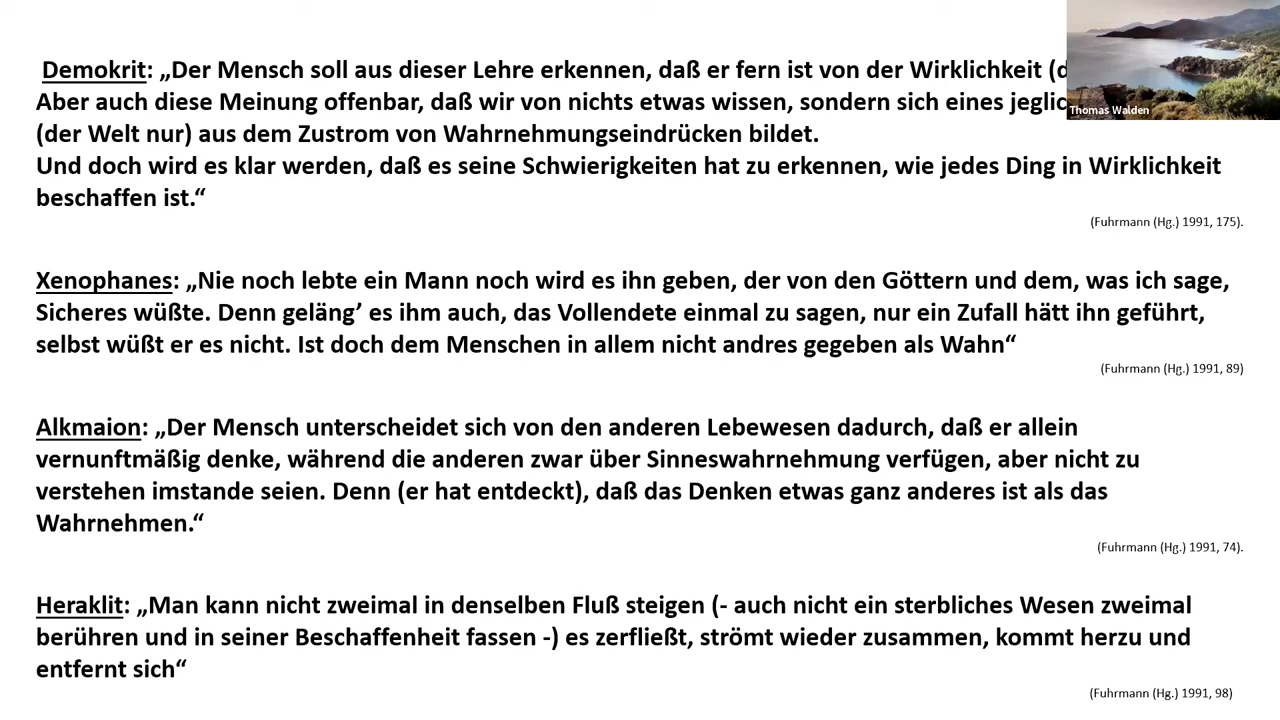 Demokrit: „Der Mensch soll aus dieser Lehre erkennen, daß er fern ist von der Wirklichkeit
Thomas Walden
Aber auch diese Meinung offenbar, daß wir von nichts etwas wissen, sondern sich eines
(der Welt nur) aus dem Zustrom von Wahrnehmungseindrücken bildet.
Und doch wird es klar werden, daß es seine Schwierigkeiten hat zu erkennen, wie jedes Ding in Wirklichkeit
beschaffen ist.“
(Fuhrmann (Hg.) 1991, 175).
Xenophanes: „Nie noch lebte ein Mann noch wird es ihn geben, der von den Göttern und dem, was ich sage,
Sicheres wüßte. Denn geläng’ es ihm auch, das Vollendete einmal zu sagen, nur ein Zufall hätt ihn geführt,
selbst wüßt er es nicht. Ist doch dem Menschen in allem nicht andres gegeben als Wahn“
(Fuhrmann (Hg.) 1991, 89)
Alkmaion: „Der Mensch unterscheidet sich von den anderen Lebewesen dadurch, daß er allein
vernunftmäßig denke, während die anderen zwar über Sinneswahrnehmung verfügen, aber nicht zu
verstehen imstande seien. Denn (er hat entdeckt), daß das Denken etwas ganz anderes ist als das
Wahrnehmen.“
(Fuhrmann (Hg.) 1991, 74).
Heraklit: „Man kann nicht zweimal in denselben Fluß steigen (- auch nicht ein sterbliches Wesen zweimal
berühren und in seiner Beschaffenheit fassen -) es zerfließt, strömt wieder zusammen, kommt herzu und
entfernt sich“
(Fuhrmann (Hg.) 1991, 98)